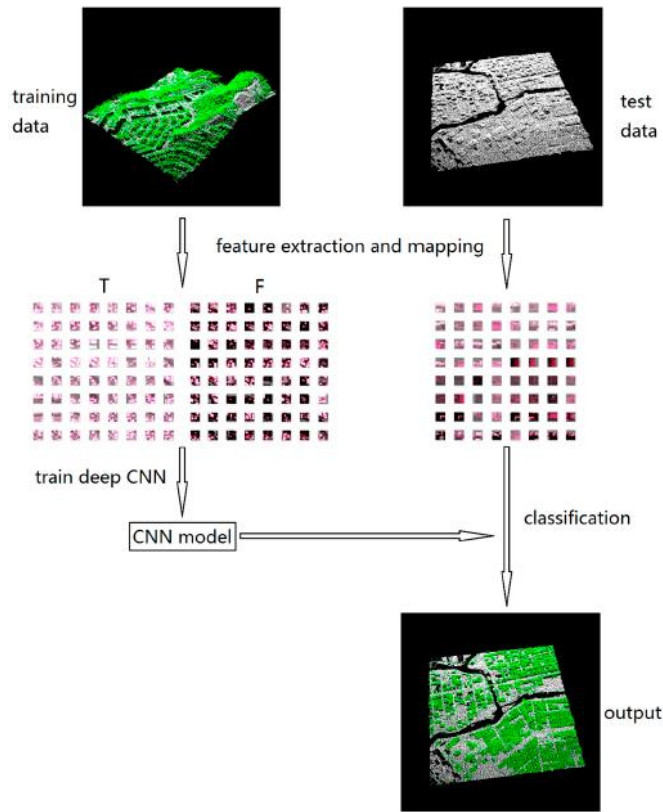 training
data
test
data
feature extraction and mapping
T
F
train deep CNN
CNN model
classification
output